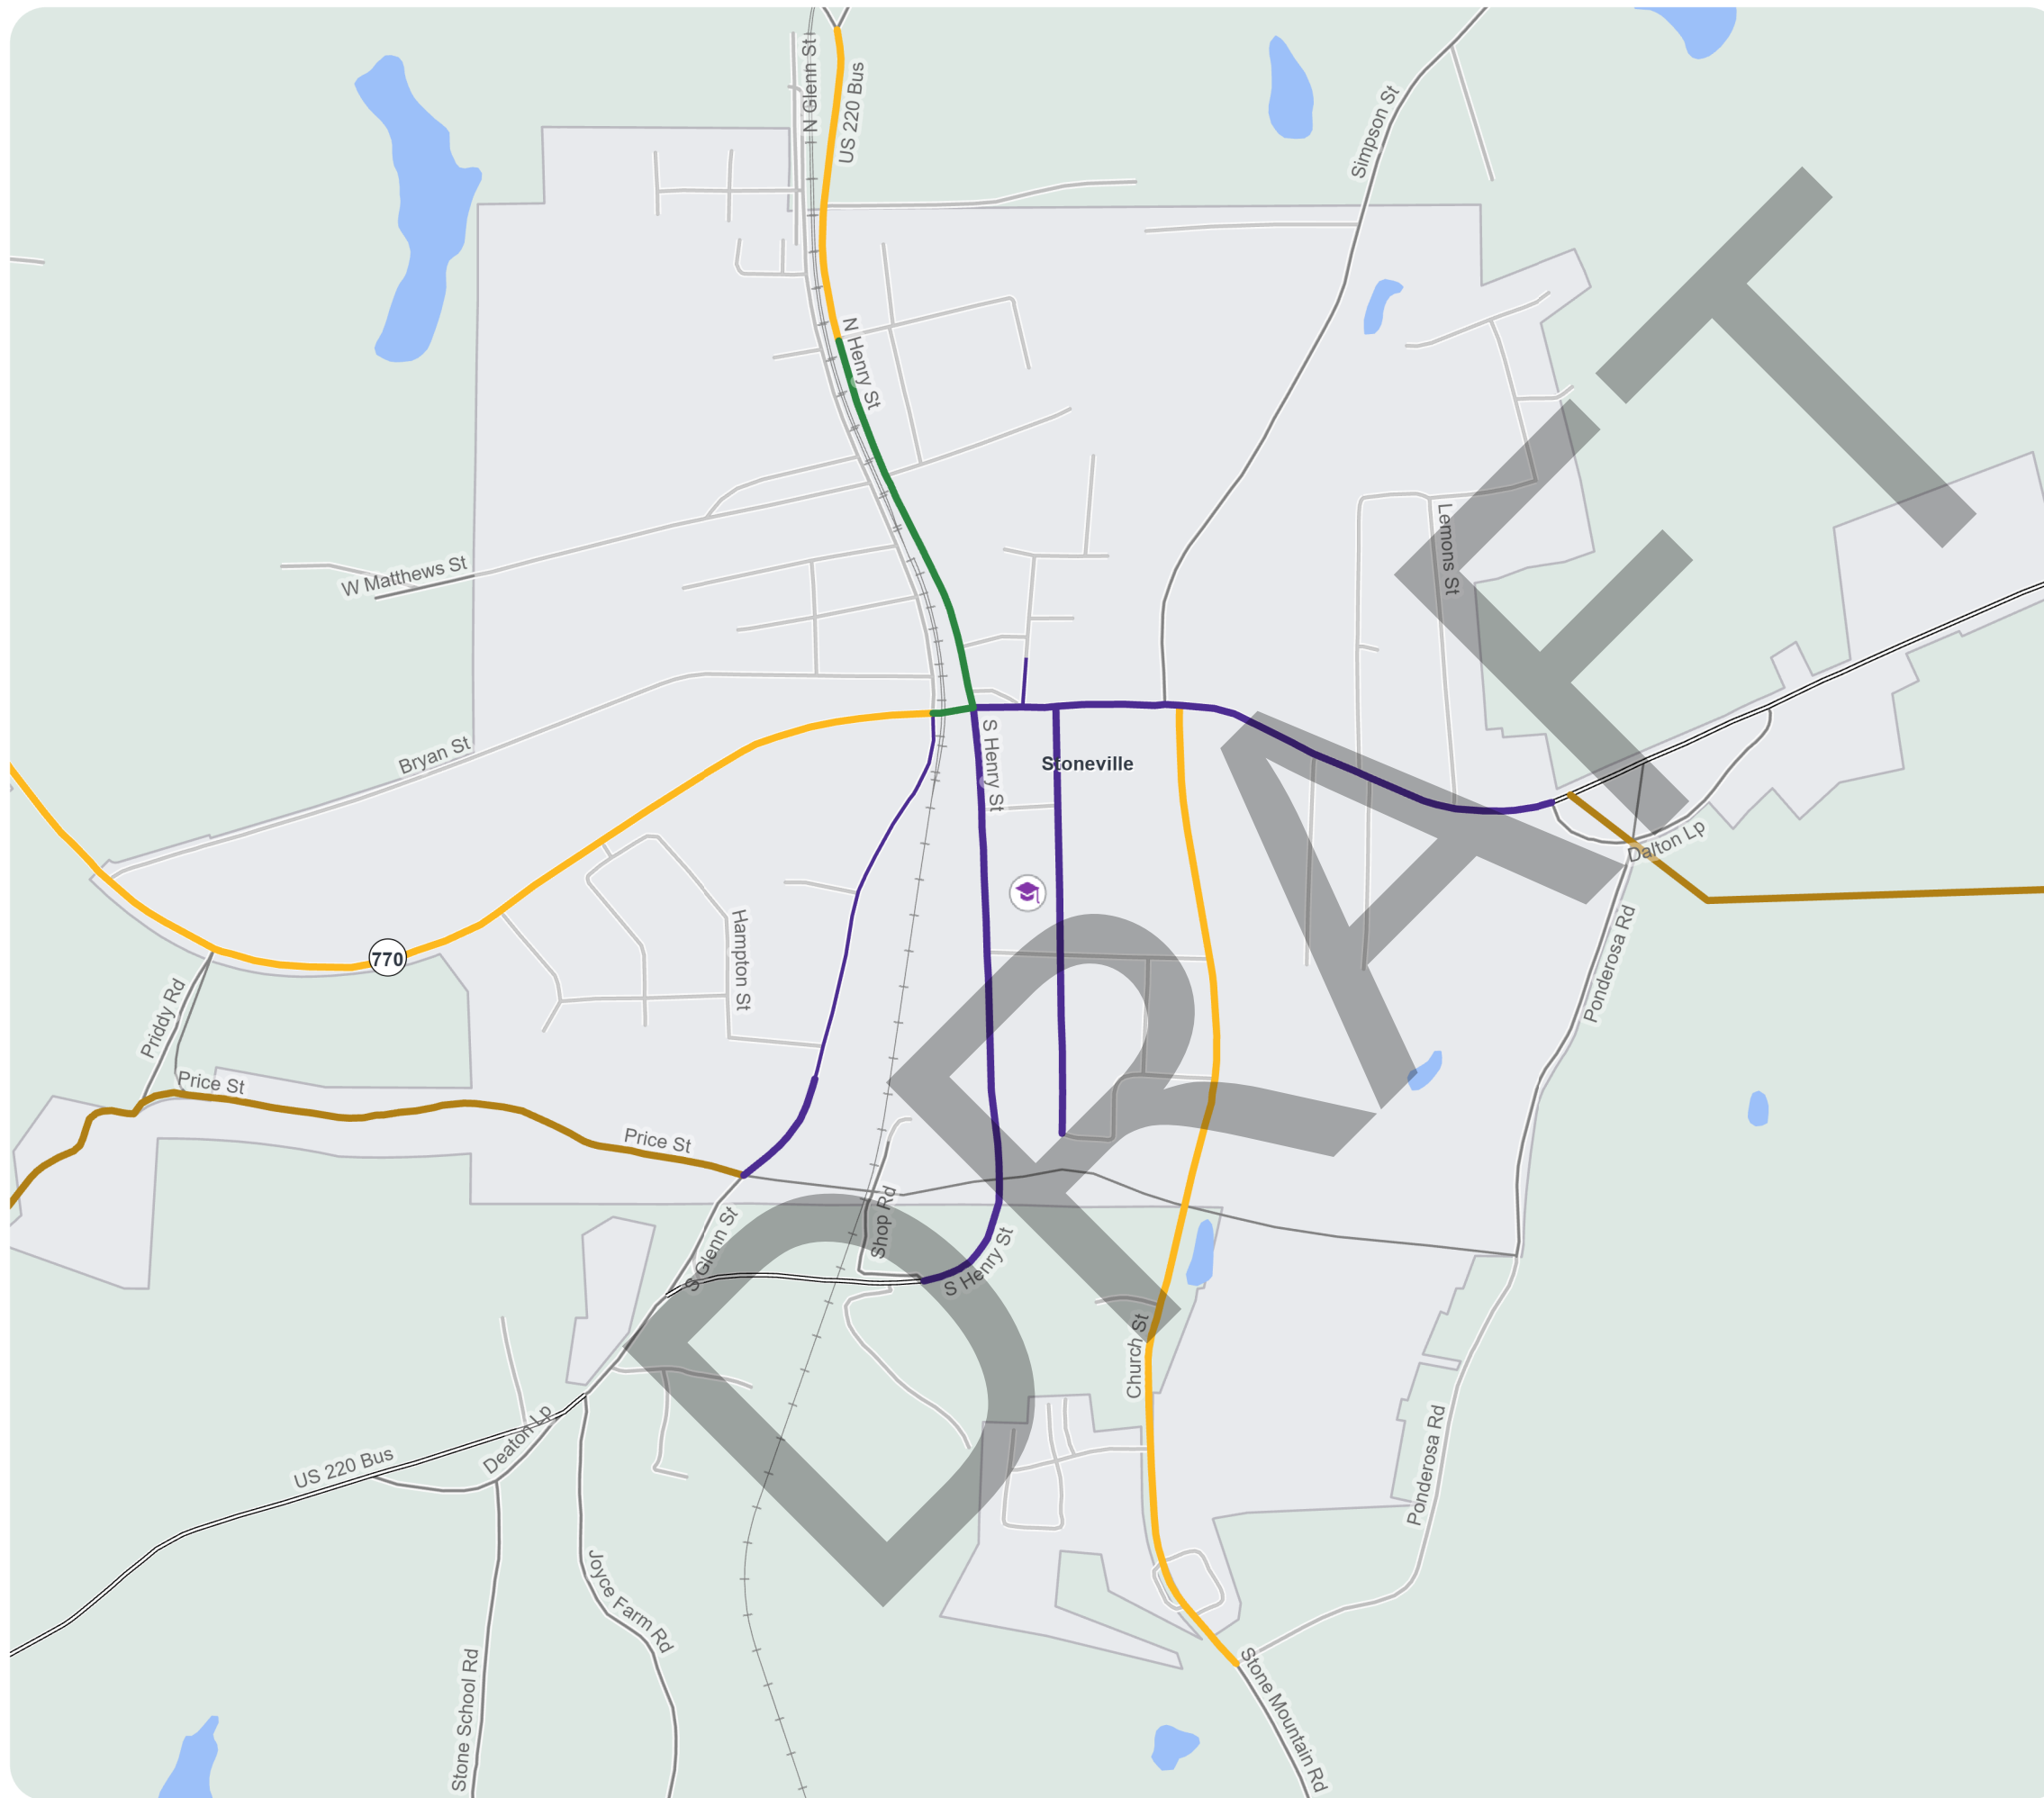 N Glenn St
US 220 Bus
Simpson St
N Henry St
Lemons St
W Matthews St
Bryan St
S Henry St
Stoneville
Dalton Lp
770
Hampton St
Ponderosa Rd
Priddy Rd
Price St
Price St
Shop Rd
S Glenn St
S Henry St
Church St
Ponderosa Rd
Deaton Lp
US 220 Bus
Joyce Farm Rd
Stone School Rd
Stone Mountain Rd
DRAFT